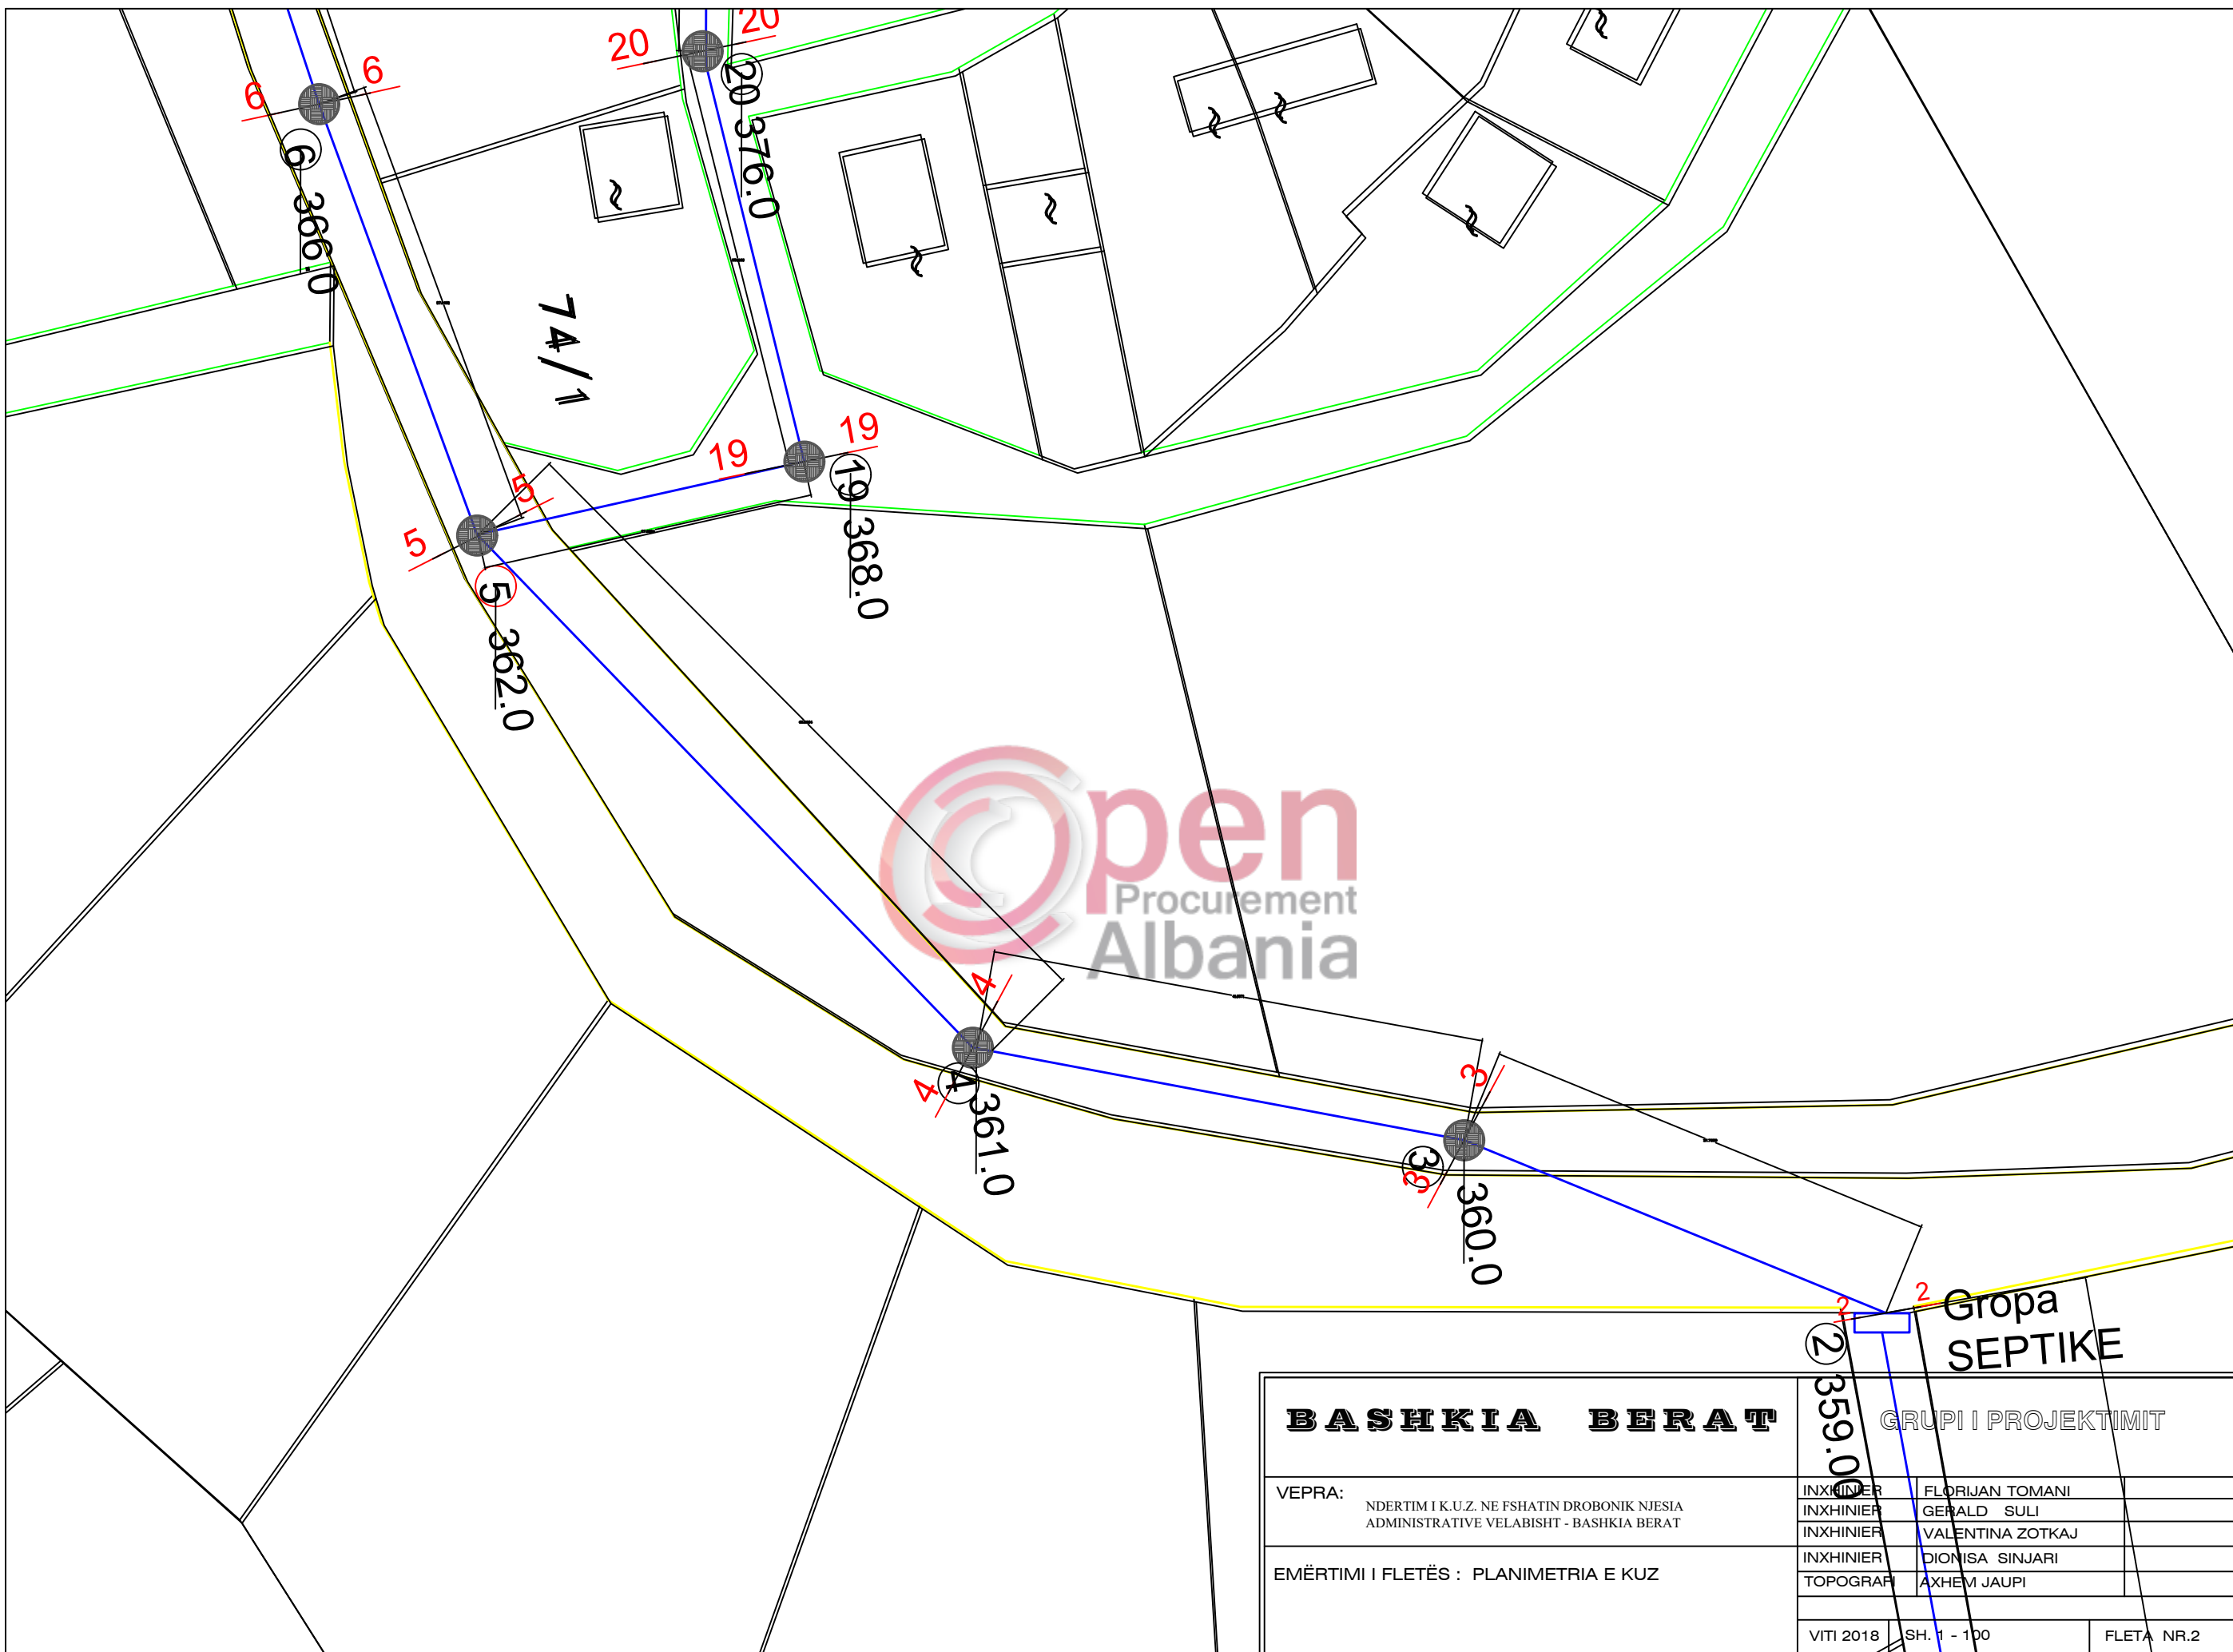 20
20
20 376.0
6
6
6 366.0
74/1
19
19
19 368.0
5
5
5 362.0
Open
Procurement
Albania
4
4
4 361.0
3
3
3 360.0
2
2
2 359.00
Gropa
SEPTIKE
BASHKIA BERAT
GRUPI I PROJEKTIMIT
VEPRA:
NDERTIM I K.U.Z. NE FSHATIN DROBONIK NJESIA
ADMINISTRATIVE VELABISHT - BASHKIA BERAT
EMËRTIMI I FLETËS : PLANIMETRIA E KUZ
INXHINIER FLORIJAN TOMANI
INXHINIER GERALD SULI
INXHINIER VALENTINA ZOTKAJ
INXHINIER DIONISA SINJARI
TOPOGRAFI AXHEM JAUPI
VITI 2018 SH. 1 - 100 FLETA NR.2